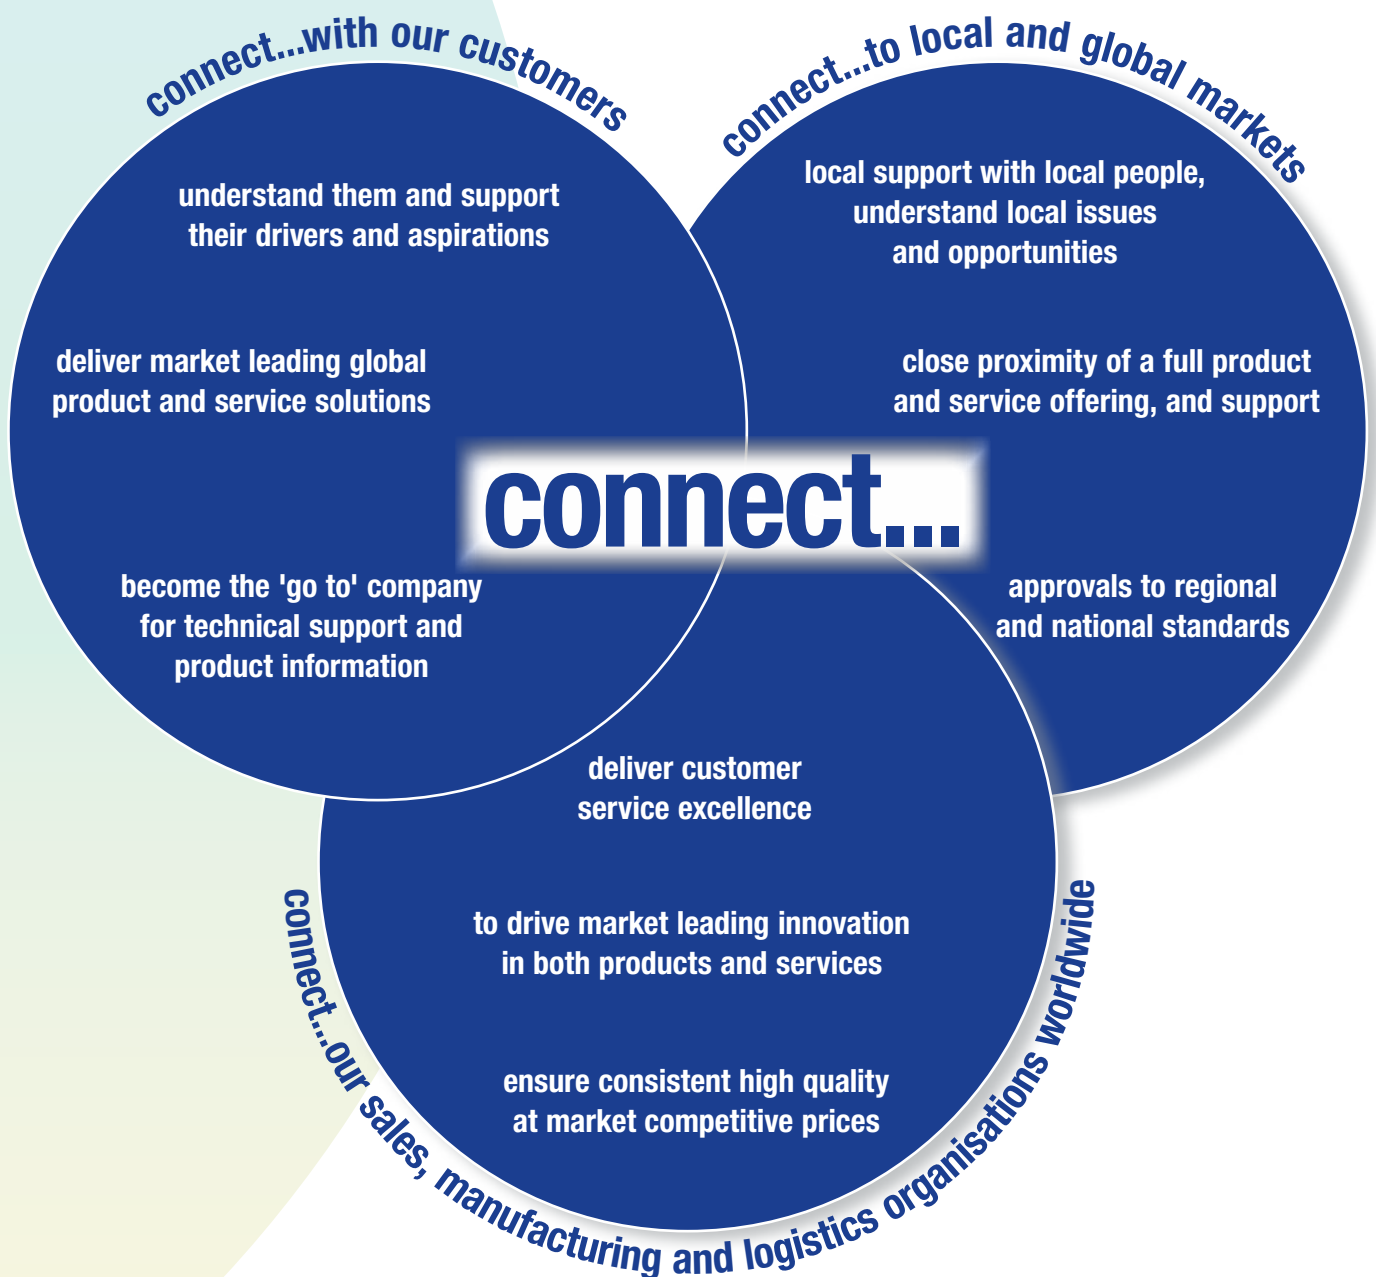 connect...with our customers
understand them and support
their drivers and aspirations
deliver market leading global
product and service solutions
become the 'go to' company
for technical support and
product information
connect...to local and global markets
local support with local people,
understand local issues
and opportunities
close proximity of a full product
and service offering, and support
approvals to regional
and national standards
connect...
deliver customer
service excellence
to drive market leading innovation
in both products and services
ensure consistent high quality
at market competitive prices
connect...our sales, manufacturing and logistics organisations worldwide